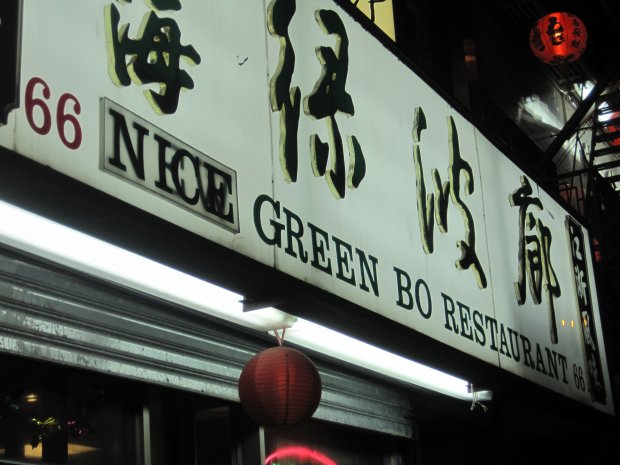 海綠波廊
66 NICE GREEN BO RESTAURANT 66